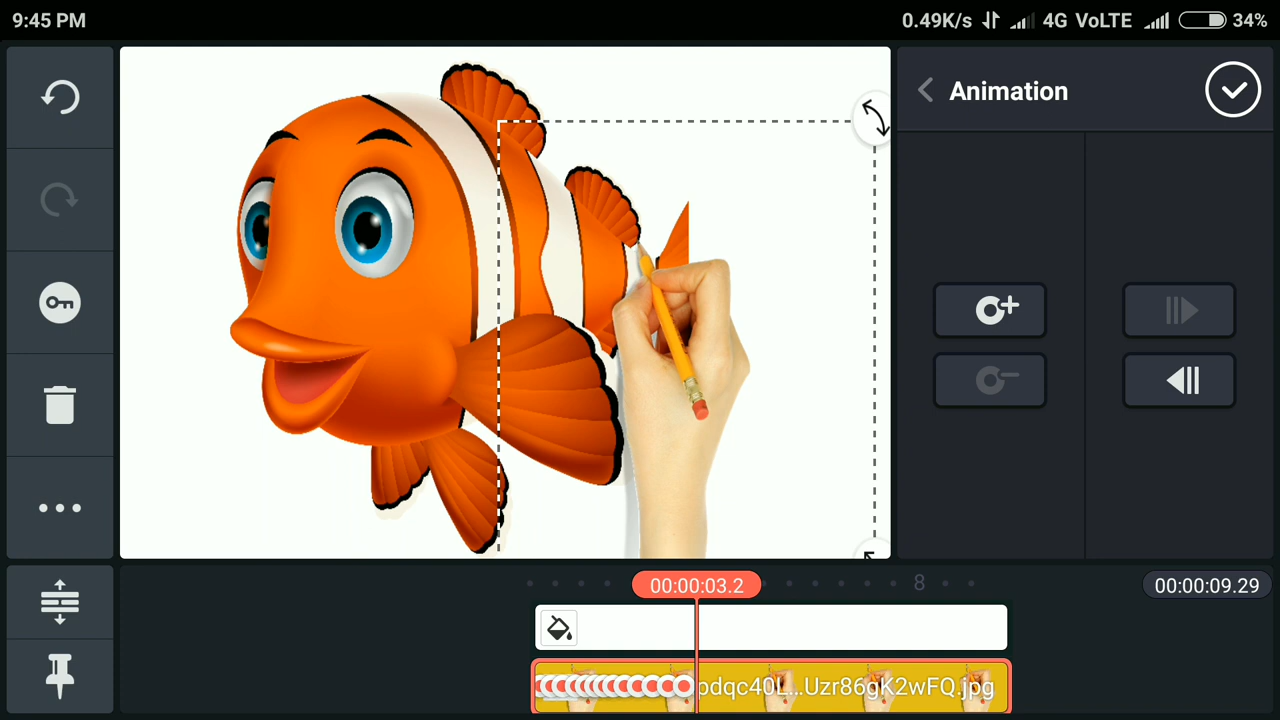 9:45 PM
0.49K/s 4G VoLTE 34%
Animation
00:00:03.2
8
00:00:09.29
odqc40L...Uzr86gK2wFQ.jpg